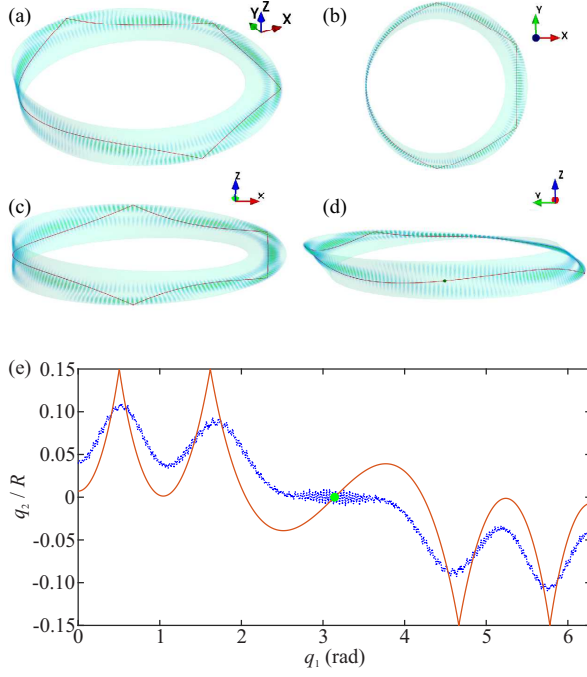 (a)
Y Z X
(b)
Y
X
(c)
Z
X
(d)
Z
Y
(e)
0.15
0.10
0.05
0
-0.05
-0.10
-0.15
q₂ / R
0 1 2 3 4 5 6
q₁ (rad)